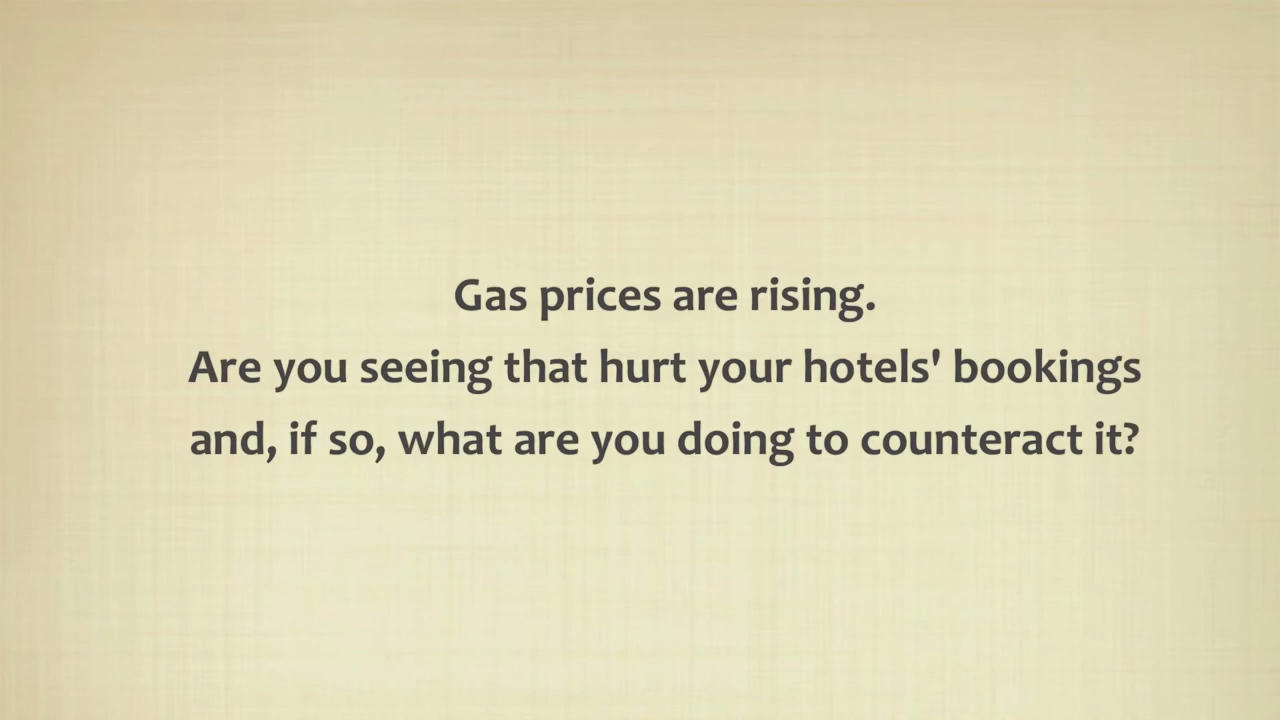 Gas prices are rising.
Are you seeing that hurt your hotels' bookings
and, if so, what are you doing to counteract it?